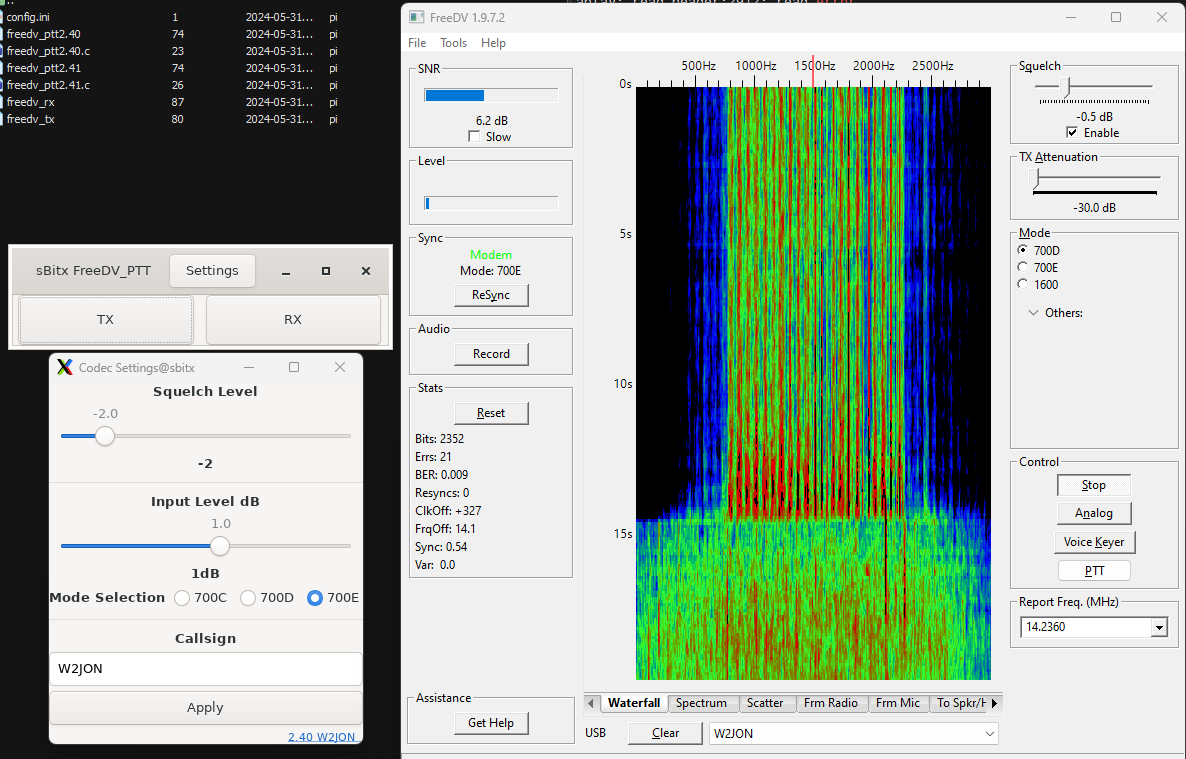 config.ini 1 2024-05-31... pi
freedv_ptt2.40 74 2024-05-31... pi
freedv_ptt2.40.c 23 2024-05-31... pi
freedv_ptt2.41 74 2024-05-31... pi
freedv_ptt2.41.c 26 2024-05-31... pi
freedv_rx 87 2024-05-31... pi
freedv_tx 80 2024-05-31... pi
sBitx FreeDV_PTT Settings
TX RX
Codec Settings@sbitx
Squelch Level
-2.0
-2
Input Level dB
1.0
1dB
Mode Selection 700C 700D 700E
Callsign
W2JON
Apply
2.40 W2JON
FreeDV 1.9.7.2
File Tools Help
SNR
6.2 dB
Slow
Level
Sync
Modem
Mode: 700E
ReSync
Audio
Record
Stats
Reset
Bits: 2352
Errs: 21
BER: 0.009
Resyncs: 0
ClkOff: +327
FrqOff: 14.1
Sync: 0.54
Var: 0.0
Assistance
Get Help
500Hz 1000Hz 1500Hz 2000Hz 2500Hz
0s
5s
10s
15s
Waterfall Spectrum Scatter Frm Radio Frm Mic To Spkr/H
USB Clear W2JON
Squelch
-0.5 dB
Enable
TX Attenuation
-30.0 dB
Mode
700D
700E
1600
Others:
Control
Stop
Analog
Voice Keyer
PTT
Report Freq. (MHz)
14.2360